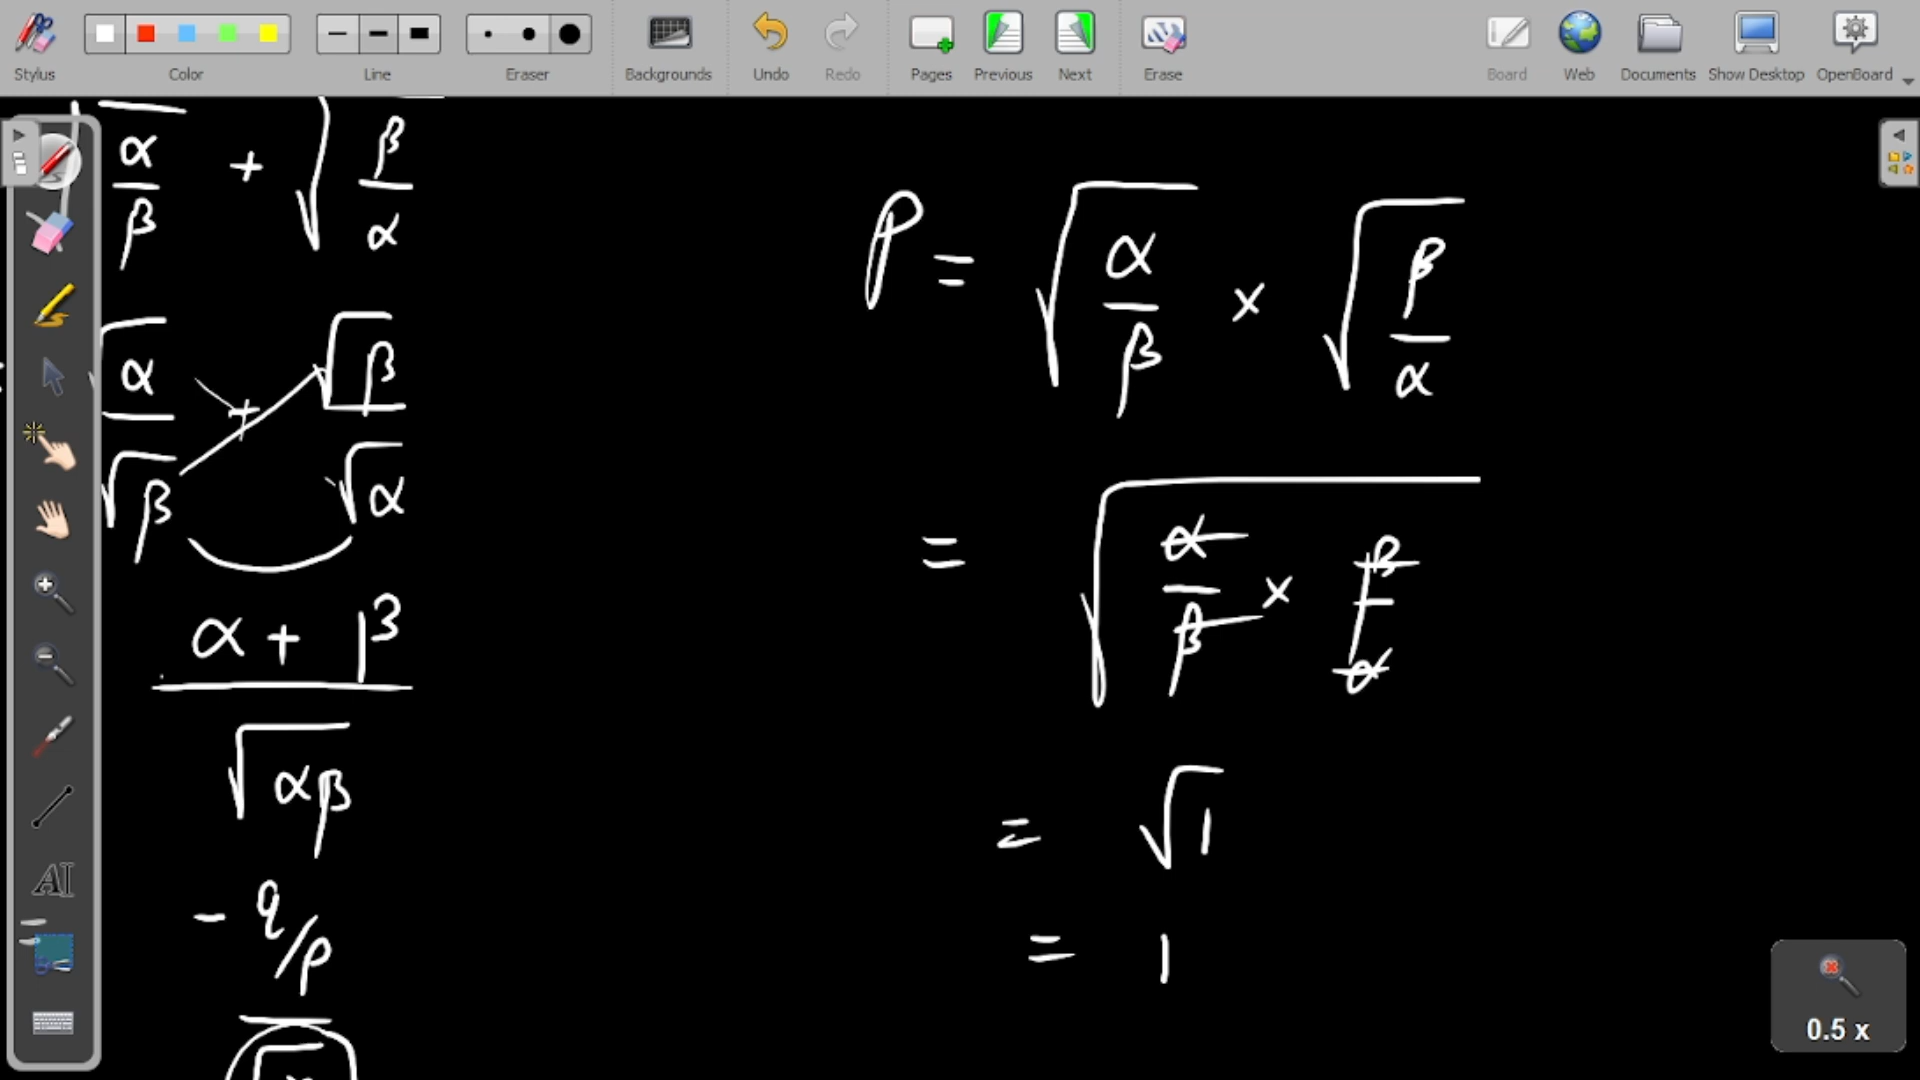 Stylus Color Line Eraser Backgrounds Undo Redo Pages Previous Next Erase Board Web Documents Show Desktop OpenBoard
√(α/β) + √(β/α)
√α/√β + √β/√α
α + β
√αβ
- q/p
P = √(α/β) × √(β/α)
= √(α/β × β/α)
= √1
= 1
AI
0.5 x